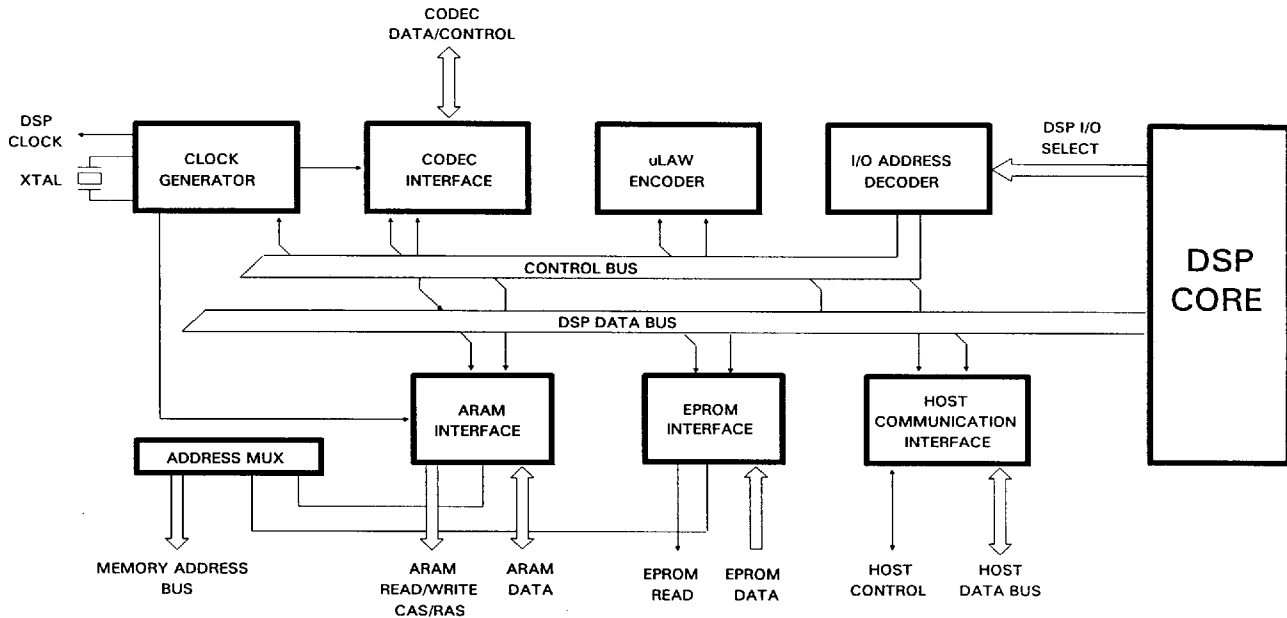 CODEC
DATA/CONTROL
DSP
CLOCK
XTAL
CLOCK
GENERATOR
CODEC
INTERFACE
uLAW
ENCODER
I/O ADDRESS
DECODER
DSP I/O
SELECT
DSP
CORE
CONTROL BUS
DSP DATA BUS
ARAM
INTERFACE
EPROM
INTERFACE
HOST
COMMUNICATION
INTERFACE
ADDRESS MUX
MEMORY ADDRESS
BUS
ARAM
READ/WRITE
CAS/RAS
ARAM
DATA
EPROM
READ
EPROM
DATA
HOST
CONTROL
HOST
DATA BUS